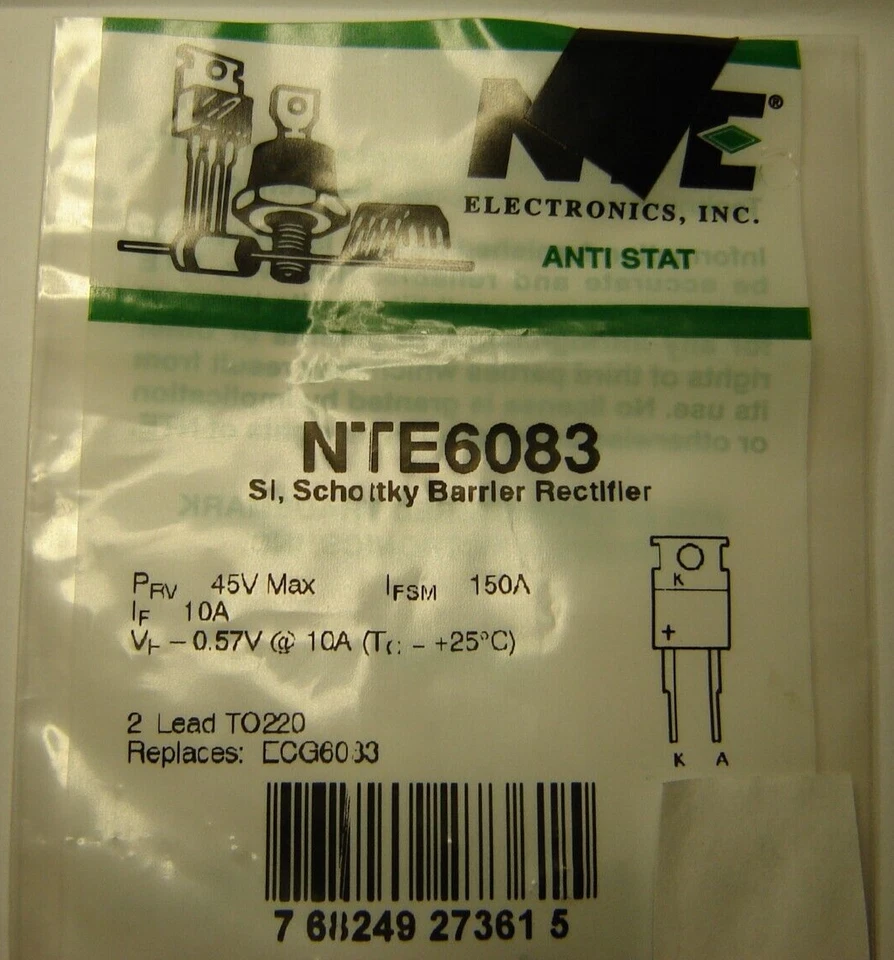 NTE®
ELECTRONICS, INC.
ANTI STAT
NTE6083
SI, Schottky Barrier Rectifier
PRV 45V Max IFSM 150A
IF 10A
VF – 0.57V @ 10A (TC – +25°C)
K
+
2 Lead TO220
Replaces: ECG6083
K A
7 68249 27361 5